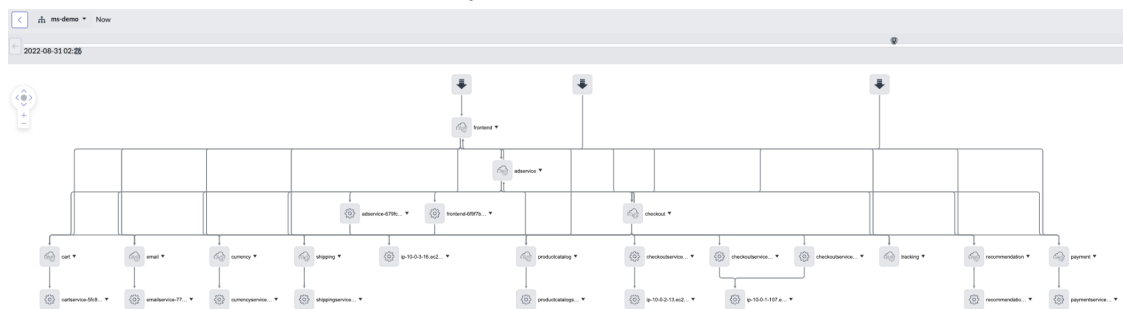 ms-demo Now
2022-08-31 02:26
frontend
adservice
adservice-679fc... frontend-6f9f7b... checkout
cart email currency shipping ip-10-0-3-16.ec2... productcatalog checkoutservice... checkoutservice... checkoutservice... tracking recommendation payment
cartservice-5fc8... emailservice-77... currencyservice... shippingservice... productcatalogs... ip-10-0-2-13.ec2... ip-10-0-1-107.e... recommendatio... paymentservice...